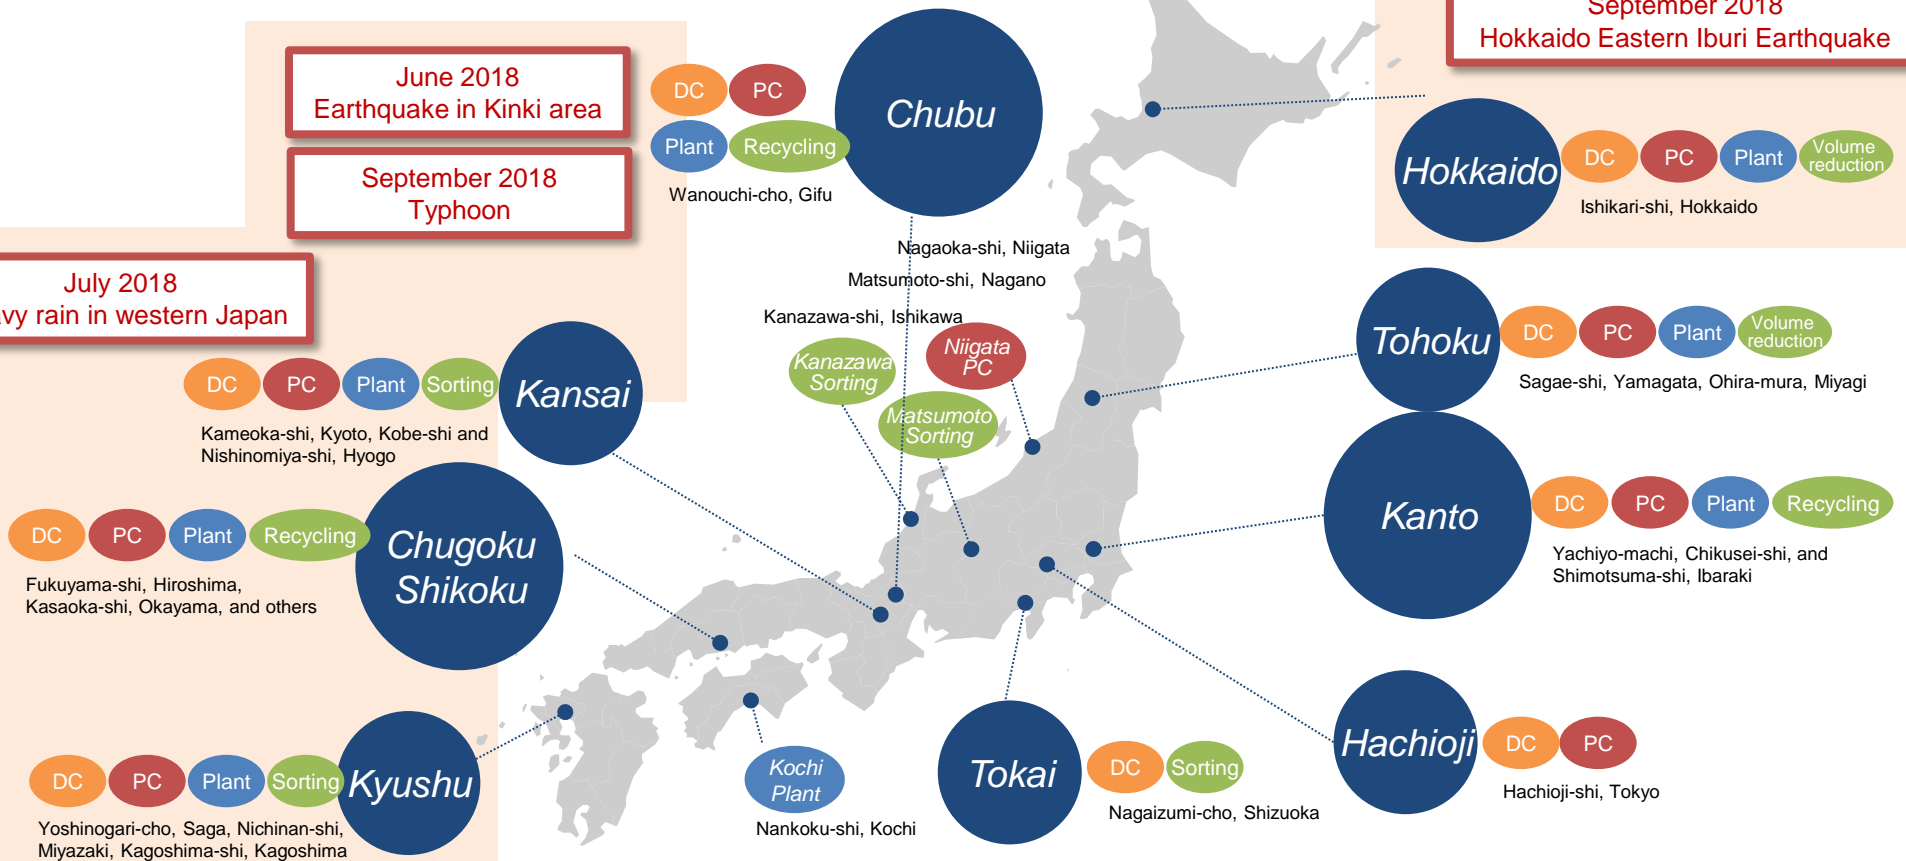 September 2018
Hokkaido Eastern Iburi Earthquake
June 2018
Earthquake in Kinki area
September 2018
Typhoon
July 2018
rain in western Japan
DC
PC
Plant
Recycling
Chubu
Wanouchi-cho, Gifu
Nagaoka-shi, Niigata
Matsumoto-shi, Nagano
Kanazawa-shi, Ishikawa
Kanazawa
Sorting
Niigata
PC
Matsumoto
Sorting
Hokkaido
DC
PC
Plant
Volume
reduction
Ishikari-shi, Hokkaido
Tohoku
DC
PC
Plant
Volume
reduction
Sagae-shi, Yamagata, Ohira-mura, Miyagi
DC
PC
Plant
Sorting
Kansai
Kameoka-shi, Kyoto, Kobe-shi and
Nishinomiya-shi, Hyogo
DC
PC
Plant
Recycling
Chugoku
Shikoku
Fukuyama-shi, Hiroshima,
Kasaoka-shi, Okayama, and others
Kanto
DC
PC
Plant
Recycling
Yachiyo-machi, Chikusei-shi, and
Shimotsuma-shi, Ibaraki
DC
PC
Plant
Sorting
Kyushu
Yoshinogari-cho, Saga, Nichinan-shi,
Miyazaki, Kagoshima-shi, Kagoshima
Kochi
Plant
Nankoku-shi, Kochi
Tokai
DC
Sorting
Nagaizumi-cho, Shizuoka
Hachioji
DC
PC
Hachioji-shi, Tokyo